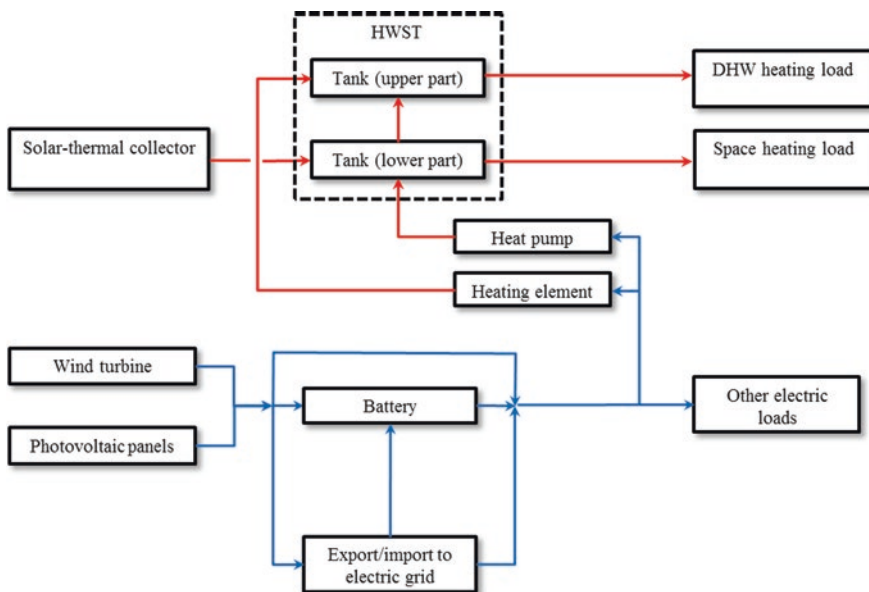 HWST
Tank (upper part)
DHW heating load
Solar-thermal collector
Tank (lower part)
Space heating load
Heat pump
Heating element
Wind turbine
Battery
Other electric
loads
Photovoltaic panels
Export/import to
electric grid